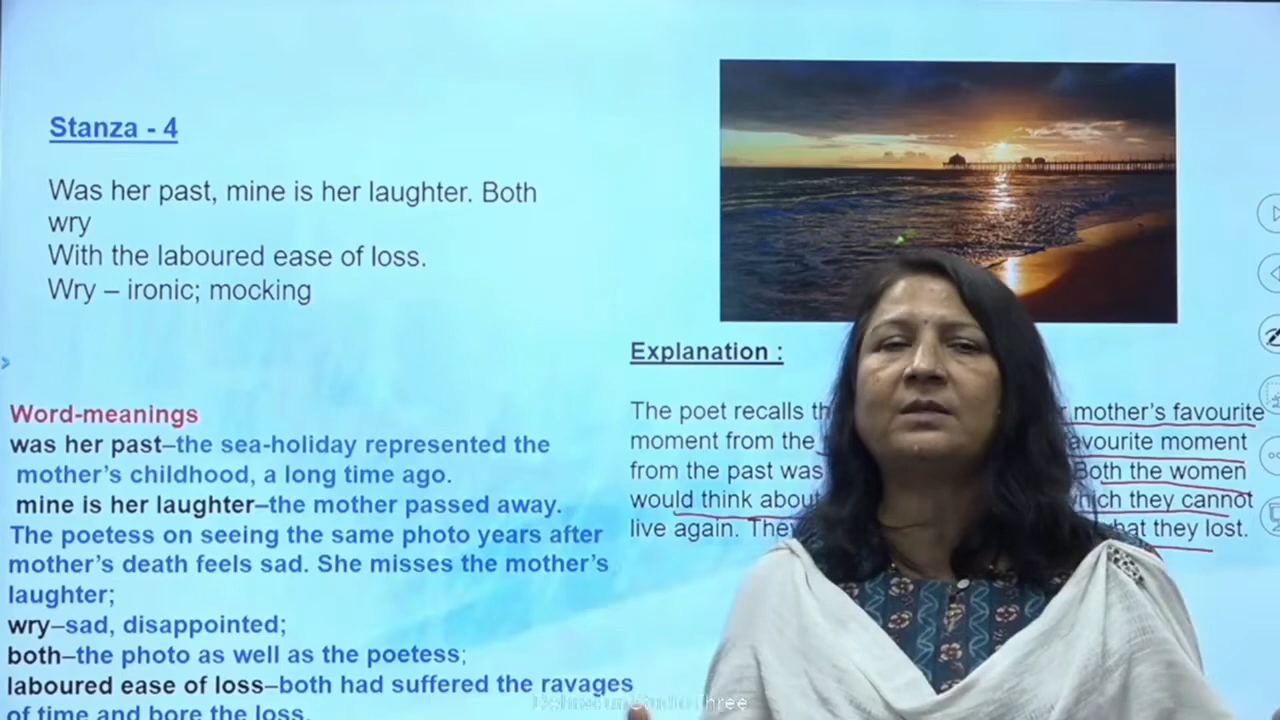 Stanza - 4
Was her past, mine is her laughter. Both
wry
With the laboured ease of loss.
Wry – ironic; mocking
Word-meanings
was her past–the sea-holiday represented the
mother's childhood, a long time ago.
mine is her laughter–the mother passed away.
The poetess on seeing the same photo years after
mother's death feels sad. She misses the mother's
laughter;
wry–sad, disappointed;
both–the photo as well as the poetess;
laboured ease of loss–both had suffered the ravages
of time and bore the loss.
Explanation :
The poet recalls mother's favourite
moment from the favourite moment
from the past was Both the women
would think about which they cannot
live again. They what they lost.